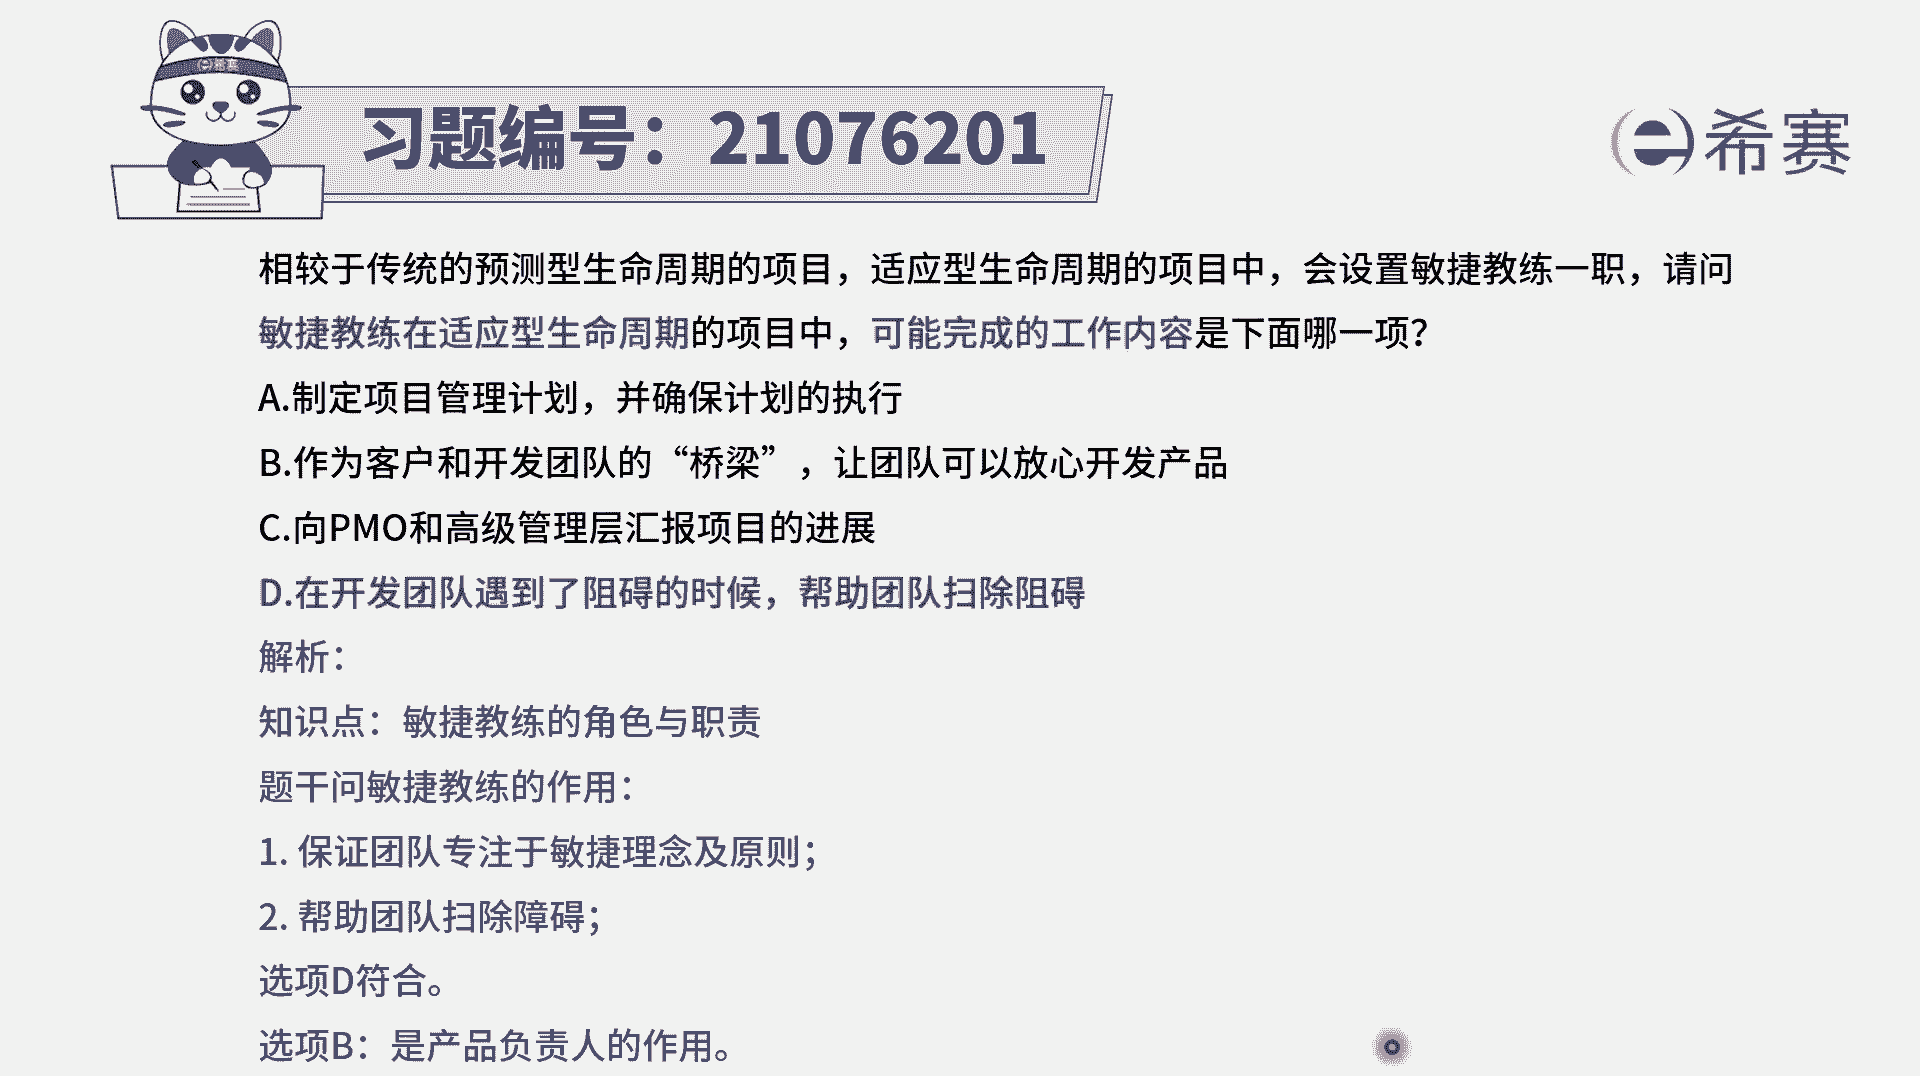 希赛
习题编号：21076201
希赛
相较于传统的预测型生命周期的项目，适应型生命周期的项目中，会设置敏捷教练一职，请问
敏捷教练在适应型生命周期的项目中，可能完成的工作内容是下面哪一项？
A.制定项目管理计划，并确保计划的执行
B.作为客户和开发团队的“桥梁”，让团队可以放心开发产品
C.向PMO和高级管理层汇报项目的进展
D.在开发团队遇到了阻碍的时候，帮助团队扫除阻碍
解析：
知识点：敏捷教练的角色与职责
题干问敏捷教练的作用：
1. 保证团队专注于敏捷理念及原则；
2. 帮助团队扫除障碍；
选项D符合。
选项B：是产品负责人的作用。